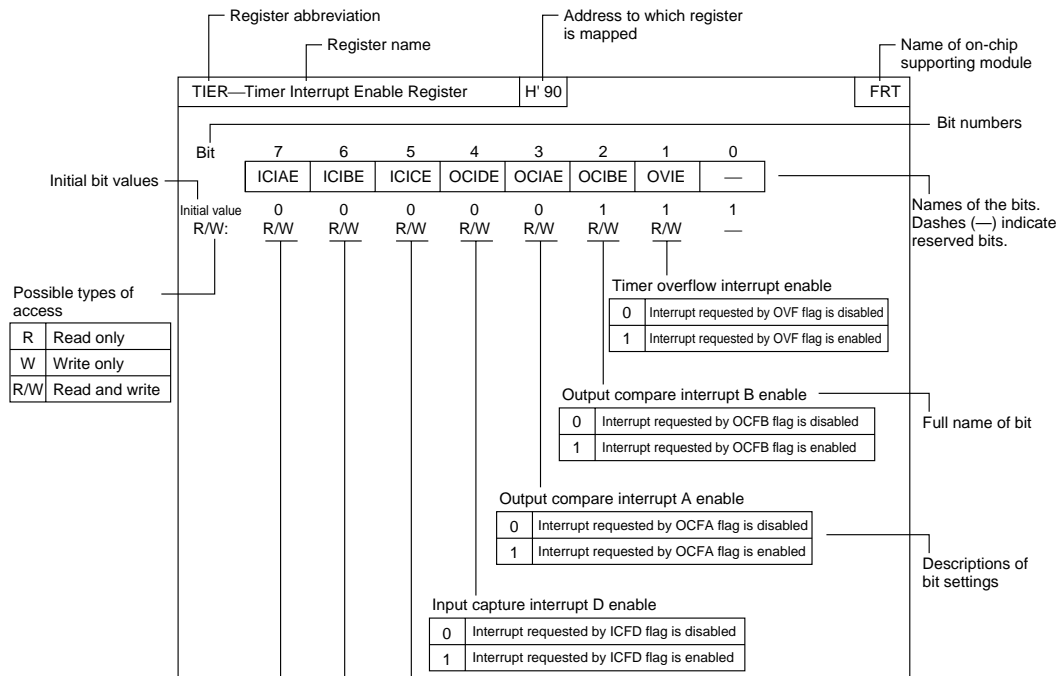 Register abbreviation
Register name
Address to which register
is mapped
Name of on-chip
supporting module
TIER—Timer Interrupt Enable Register
H' 90
FRT
Bit numbers
Bit 7 6 5 4 3 2 1 0
ICIAE ICIBE ICICE OCIDE OCIAE OCIBE OVIE —
Initial bit values
Names of the bits.
Dashes (—) indicate
reserved bits.
Initial value 0 0 0 0 0 1 1 1
R/W: R/W R/W R/W R/W R/W R/W R/W —
Possible types of
access
R Read only
W Write only
R/W Read and write
Timer overflow interrupt enable
0 Interrupt requested by OVF flag is disabled
1 Interrupt requested by OVF flag is enabled
Output compare interrupt B enable
0 Interrupt requested by OCFB flag is disabled
1 Interrupt requested by OCFB flag is enabled
Full name of bit
Output compare interrupt A enable
0 Interrupt requested by OCFA flag is disabled
1 Interrupt requested by OCFA flag is enabled
Descriptions of
bit settings
Input capture interrupt D enable
0 Interrupt requested by ICFD flag is disabled
1 Interrupt requested by ICFD flag is enabled